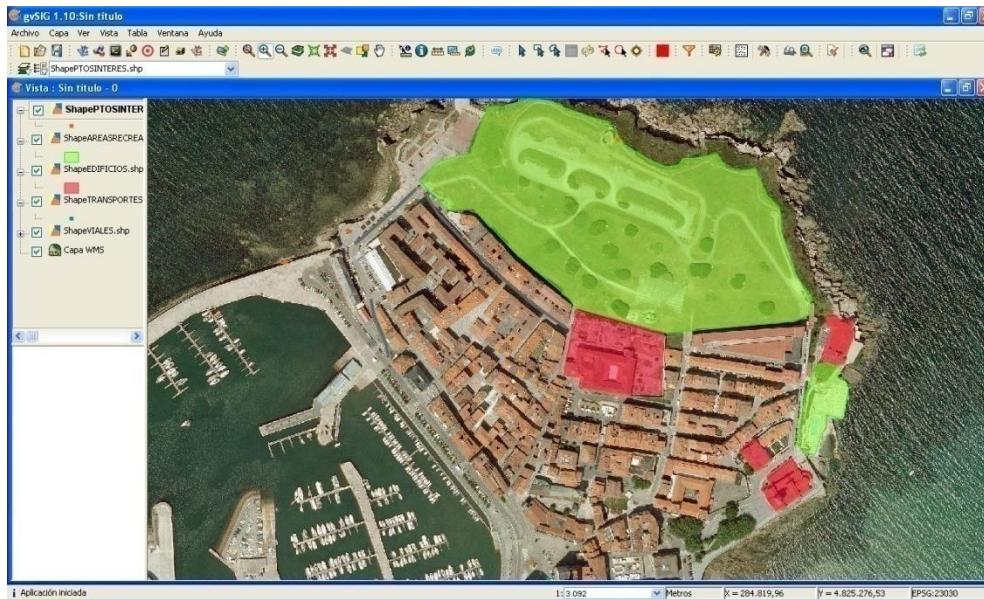 gvSIG 1.10:Sin título
Archivo Capa Ver Vista Tabla Ventana Ayuda
ShapePTOSINTERES.shp
Vista : Sin título - 0
ShapePTOSINTER
ShapeAREASRECREA
ShapeEDIFICIOS.shp
ShapeTRANSPORTES
ShapeVIALES.shp
Capa WMS
Aplicación iniciada
1: 3.092
Metros
X = 284.819,96
Y = 4.825.276,53
EPSG:23030